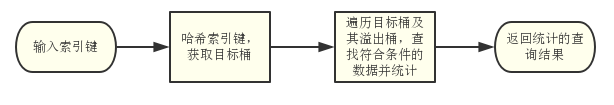 输入索引键
哈希索引键，
获取目标桶
遍历目标桶及
其溢出桶，查
找符合条件的
数据并统计
返回统计的查
询结果